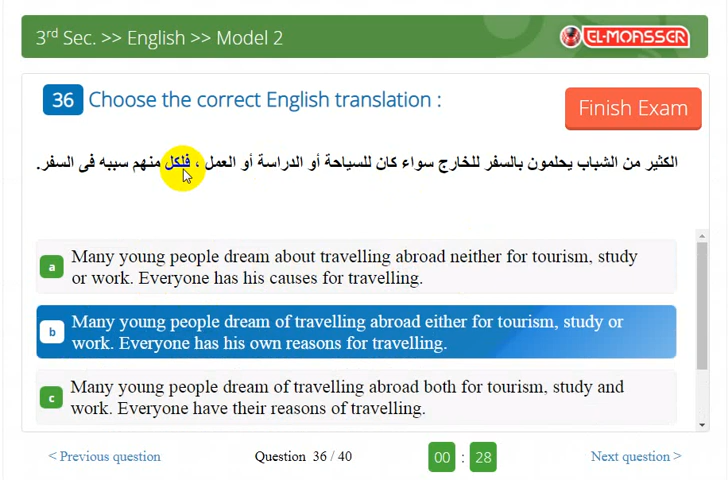 3rd Sec. >> English >> Model 2
EL-MOASSER
36 Choose the correct English translation :
Finish Exam
الكثير من الشباب يحلمون بالسفر للخارج سواء كان للسياحة أو الدراسة أو العمل ، فلكل منهم سببه فى السفر.
a Many young people dream about travelling abroad neither for tourism, study
or work. Everyone has his causes for travelling.
b Many young people dream of travelling abroad either for tourism, study or
work. Everyone has his own reasons for travelling.
c Many young people dream of travelling abroad both for tourism, study and
work. Everyone have their reasons of travelling.
< Previous question Question 36 / 40 00 : 28 Next question >